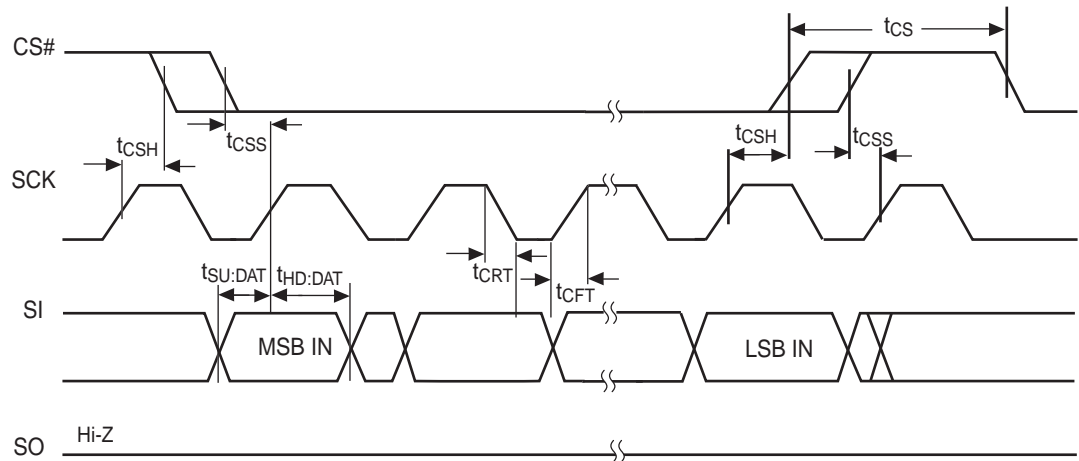 tCS
CS#
tCSH
tCSS
tCSH
tCSS
SCK
tSU:DAT
tHD:DAT
tCRT
tCFT
SI
MSB IN
LSB IN
Hi-Z
SO